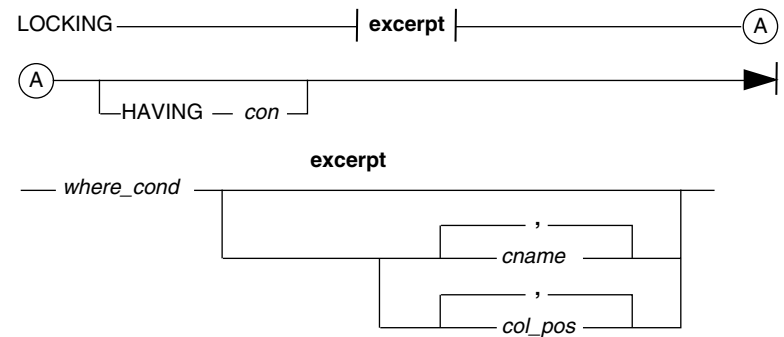 LOCKING excerpt A
A
HAVING con
excerpt
where_cond
,
cname
,
col_pos